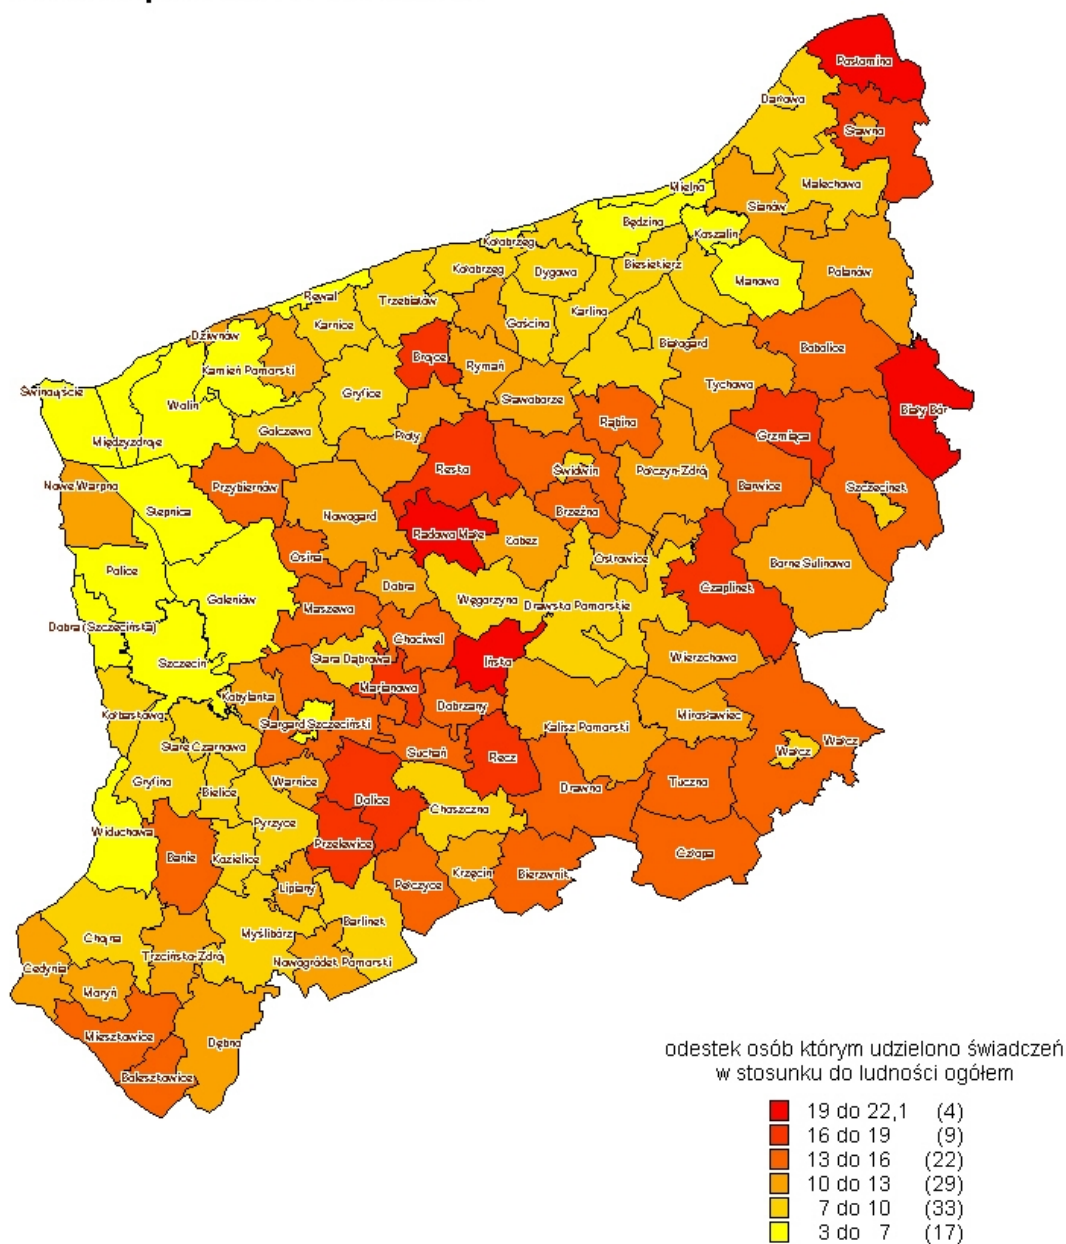 Postomino
Darłowo
Sławno
Malechowo
Mielno
Sianów
Będzino
Koszalin
Kołobrzeg
Polanów
Kołobrzeg
Dygowo
Biesiekierz
Manowo
Rewal
Trzebiatów
Karlino
Dziwnów
Karnice
Gościno
Białogard
Bobolice
Brojce
Rymań
Kamień Pomorski
Tychowo
Świnoujście
Gryfice
Sławoborze
Wolin
Biały Bór
Rąbino
Golczewo
Płoty
Grzmiąca
Międzyzdroje
Resko
Świdwin
Połczyn-Zdrój
Nowe Warpno
Przybiernów
Barwice
Szczecinek
Stepnica
Nowogard
Brzeżno
Radowo Małe
Łobez
Osina
Ostrowice
Borne Sulinowo
Police
Dobra
Czaplinek
Goleniów
Maszewo
Węgorzyno
Drawsko Pomorskie
Dobra (Szczecińska)
Chociwel
Szczecin
Stara Dąbrowa
Ińsko
Wierzchowo
Marianowo
Kobylanka
Dobrzany
Kołbaskowo
Stargard Szczeciński
Kalisz Pomorski
Mirosławiec
Stare Czarnowo
Suchań
Recz
Wałcz
Wałcz
Gryfino
Bielice
Warnice
Drawno
Tuczno
Dolice
Choszczno
Widuchowa
Pyrzyce
Przelewice
Banie
Kozielice
Człopa
Lipiany
Pełczyce
Krzęcin
Bierzwnik
Barlinek
Chojna
Myślibórz
Trzcińsko-Zdrój
Nowogródek Pomorski
Cedynia
Moryń
Mieszkowice
Dębno
Boleszkowice
odestek osób którym udzielono świadczeń
w stosunku do ludności ogółem
19 do 22,1 (4)
16 do 19 (9)
13 do 16 (22)
10 do 13 (29)
7 do 10 (33)
3 do 7 (17)